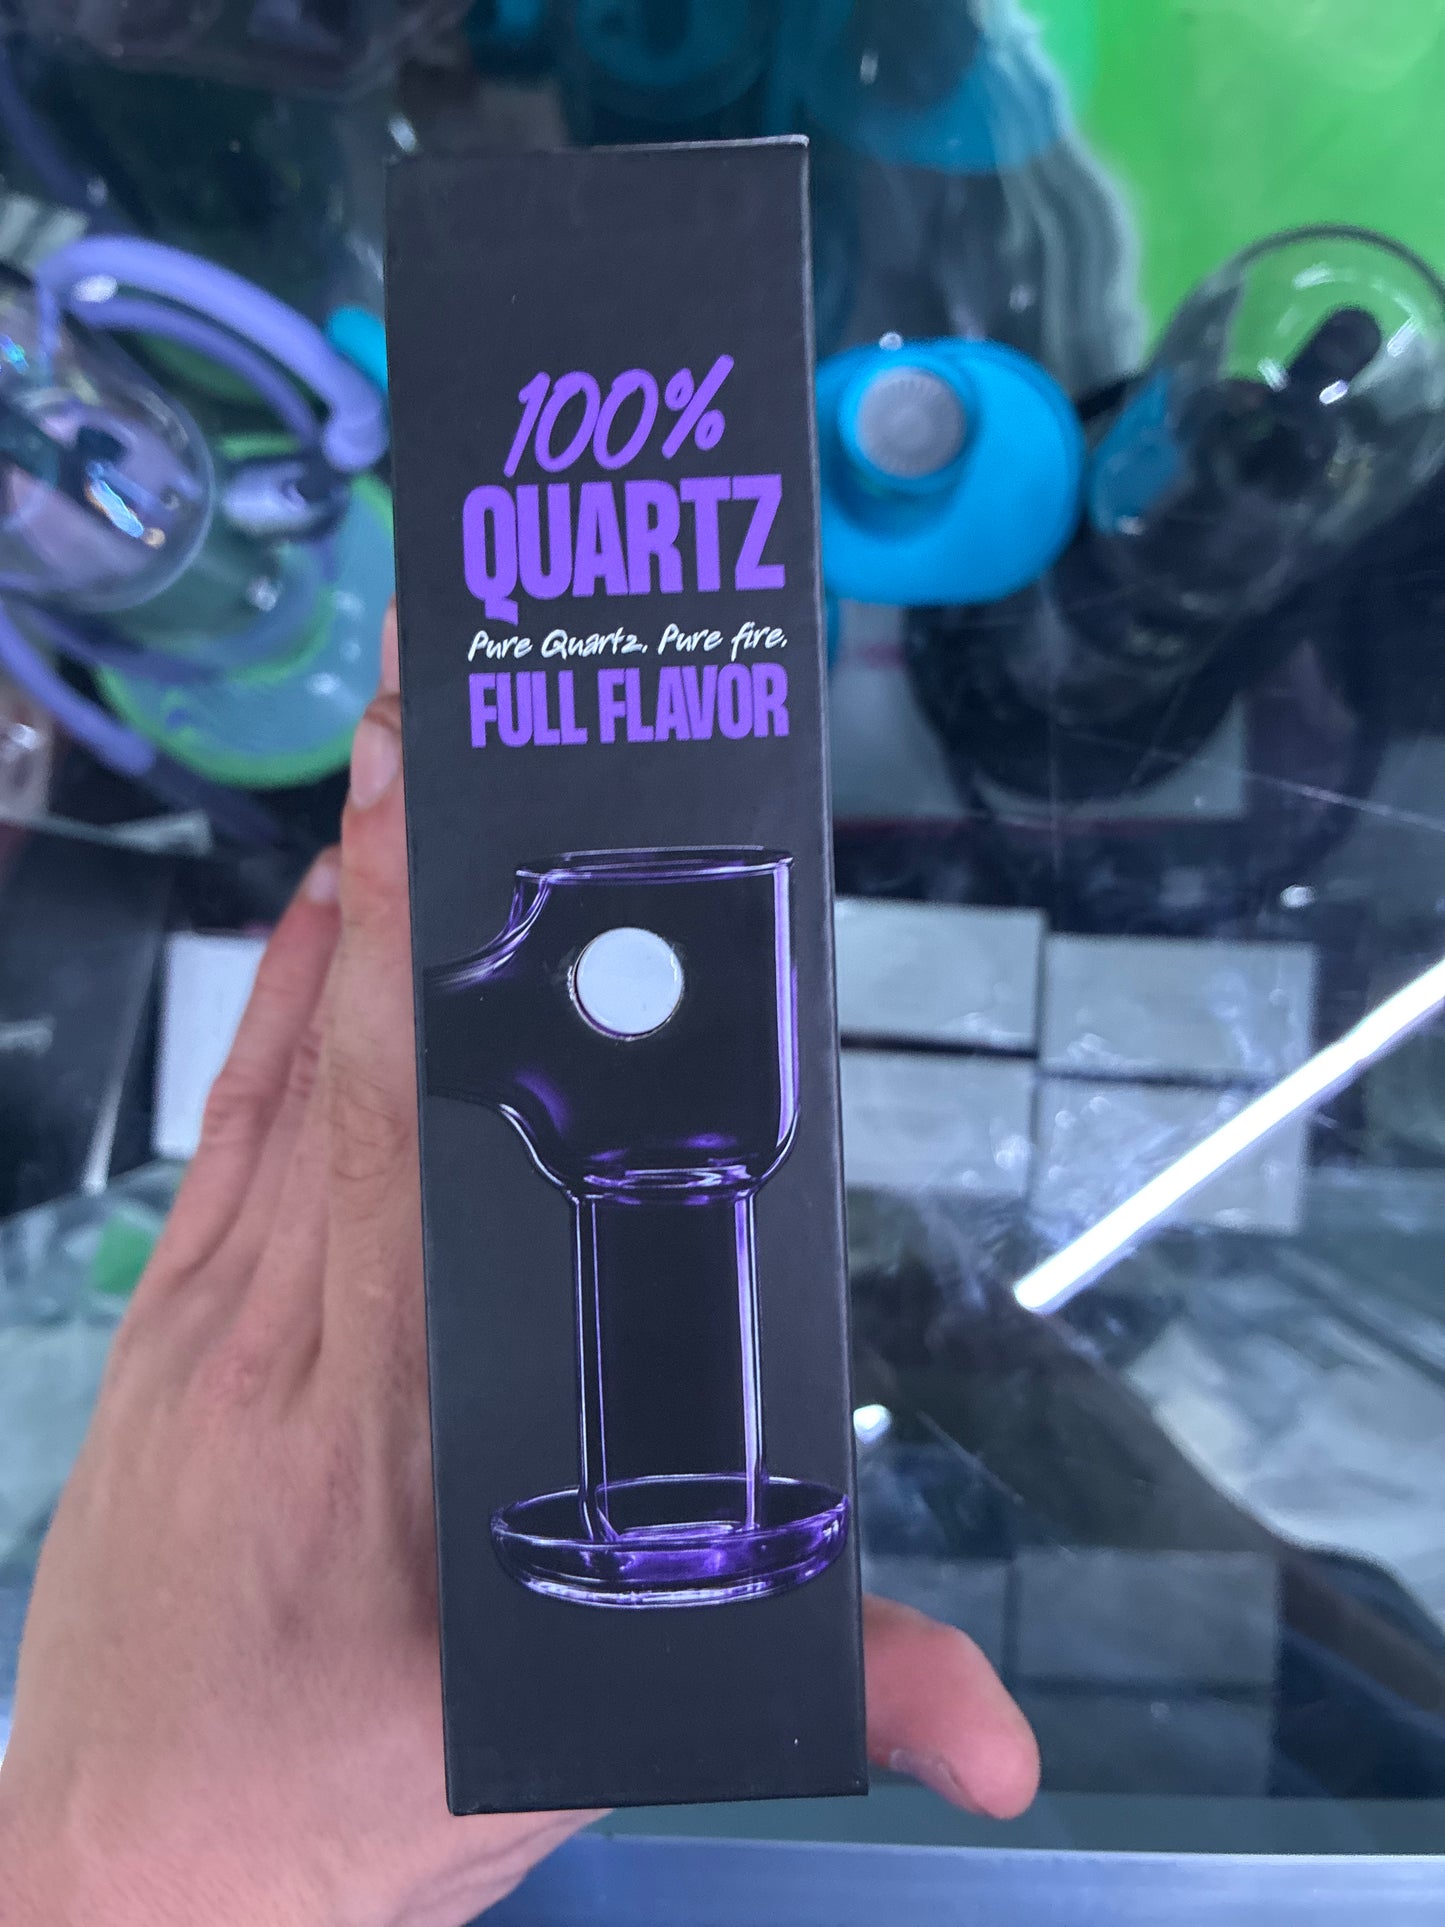 100%
QUARTZ
Pure Quartz. Pure fire.
FULL FLAVOR